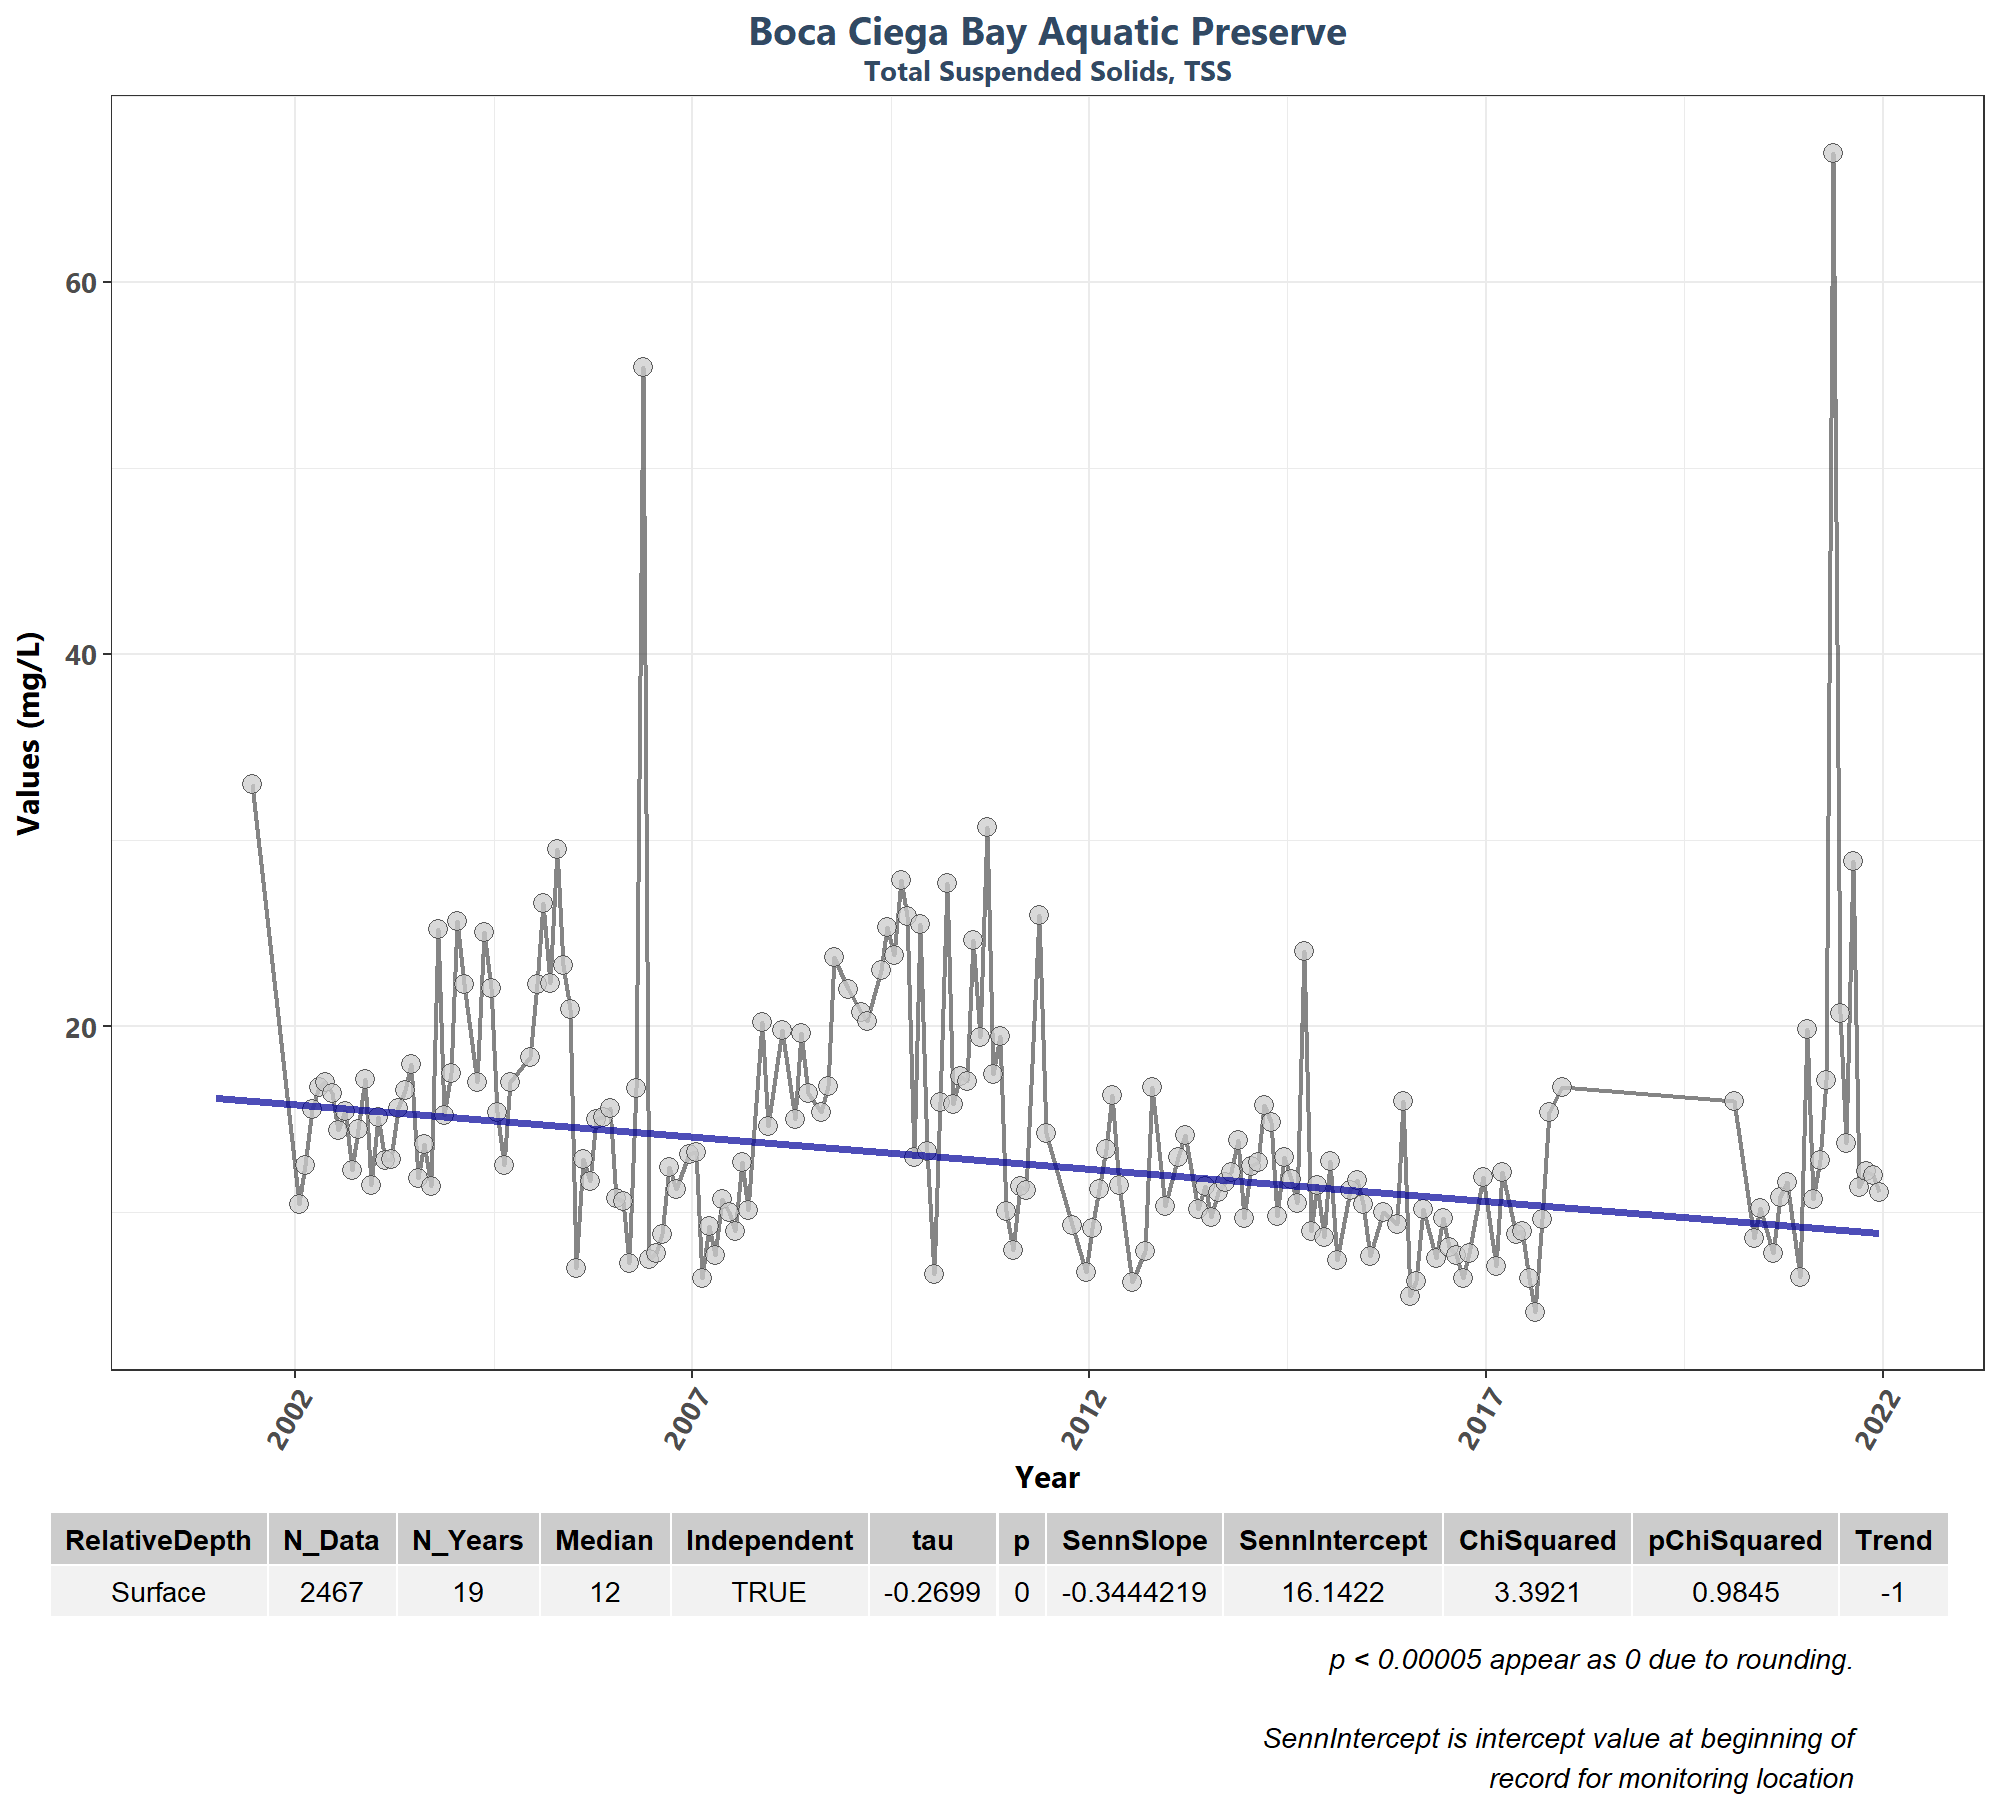 Boca Ciega Bay Aquatic Preserve
Total Suspended Solids, TSS
Values (mg/L)
60
40
20
2002 2007 2012 2017 2022
Year
RelativeDepth N_Data N_Years Median Independent tau p SennSlope SennIntercept ChiSquared pChiSquared Trend
Surface 2467 19 12 TRUE -0.2699 0 -0.3444219 16.1422 3.3921 0.9845 -1
p < 0.00005 appear as 0 due to rounding.
SennIntercept is intercept value at beginning of
record for monitoring location